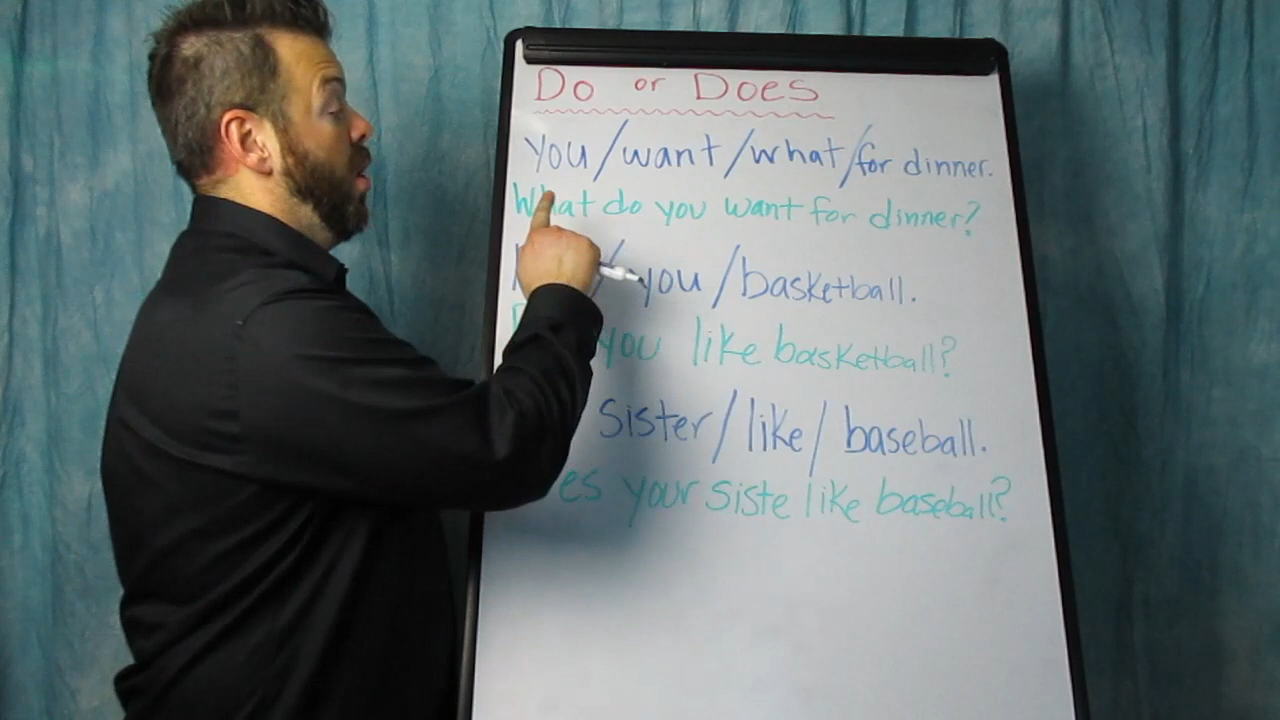 Do or Does
You/want/what/for dinner.
What do you want for dinner?
/ you /basketball.
you like basketball?
sister/like/baseball.
es your siste like baseball?